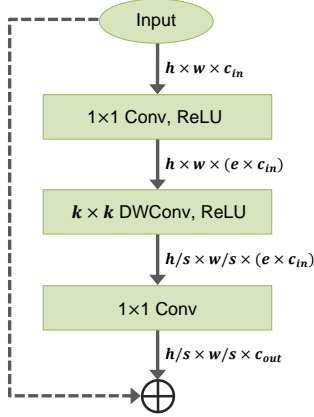 Input
h × w × c_in
1×1 Conv, ReLU
h × w × (e × c_in)
k × k DWConv, ReLU
h/s × w/s × (e × c_in)
1×1 Conv
h/s × w/s × c_out